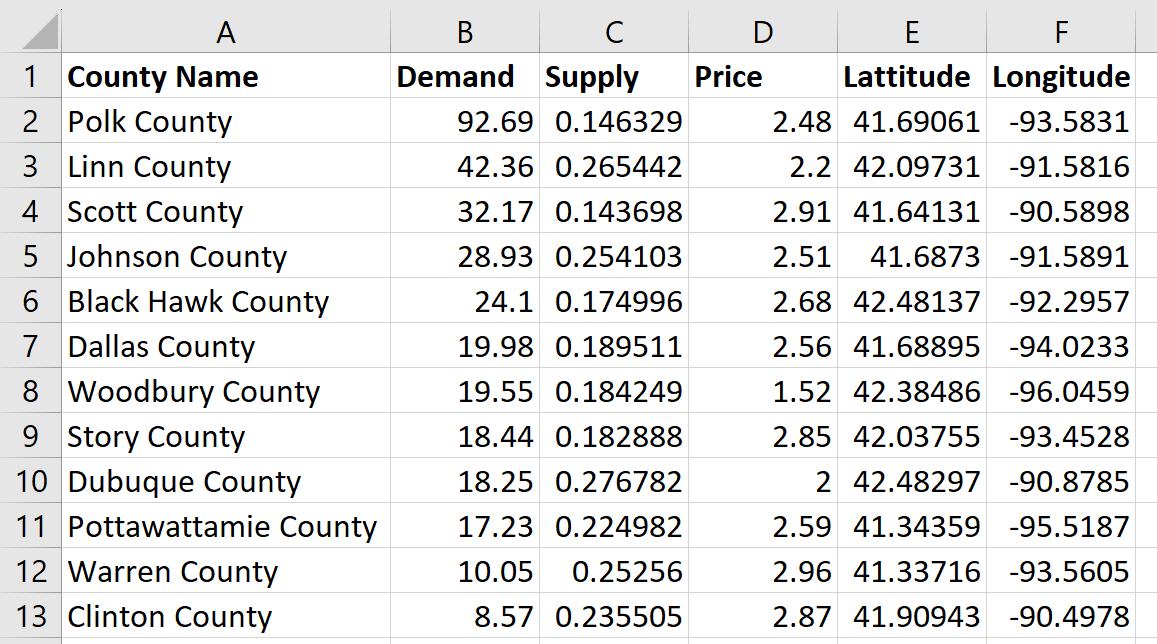 A B C D E F
1 County Name Demand Supply Price Lattitude Longitude
2 Polk County 92.69 0.146329 2.48 41.69061 -93.5831
3 Linn County 42.36 0.265442 2.2 42.09731 -91.5816
4 Scott County 32.17 0.143698 2.91 41.64131 -90.5898
5 Johnson County 28.93 0.254103 2.51 41.6873 -91.5891
6 Black Hawk County 24.1 0.174996 2.68 42.48137 -92.2957
7 Dallas County 19.98 0.189511 2.56 41.68895 -94.0233
8 Woodbury County 19.55 0.184249 1.52 42.38486 -96.0459
9 Story County 18.44 0.182888 2.85 42.03755 -93.4528
10 Dubuque County 18.25 0.276782 2 42.48297 -90.8785
11 Pottawattamie County 17.23 0.224982 2.59 41.34359 -95.5187
12 Warren County 10.05 0.25256 2.96 41.33716 -93.5605
13 Clinton County 8.57 0.235505 2.87 41.90943 -90.4978